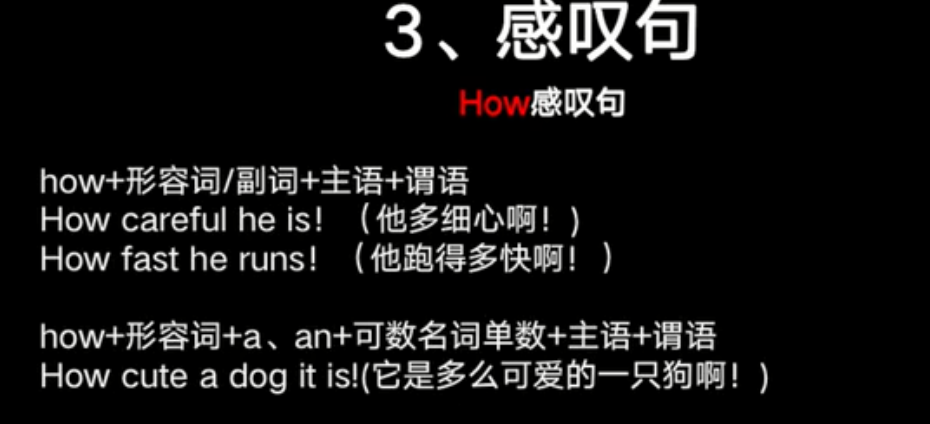 3、感叹句
How感叹句
how+形容词/副词+主语+谓语
How careful he is!（他多细心啊！)
How fast he runs!（他跑得多快啊！）
how+形容词+a、an+可数名词单数+主语+谓语
How cute a dog it is!(它是多么可爱的一只狗啊！)